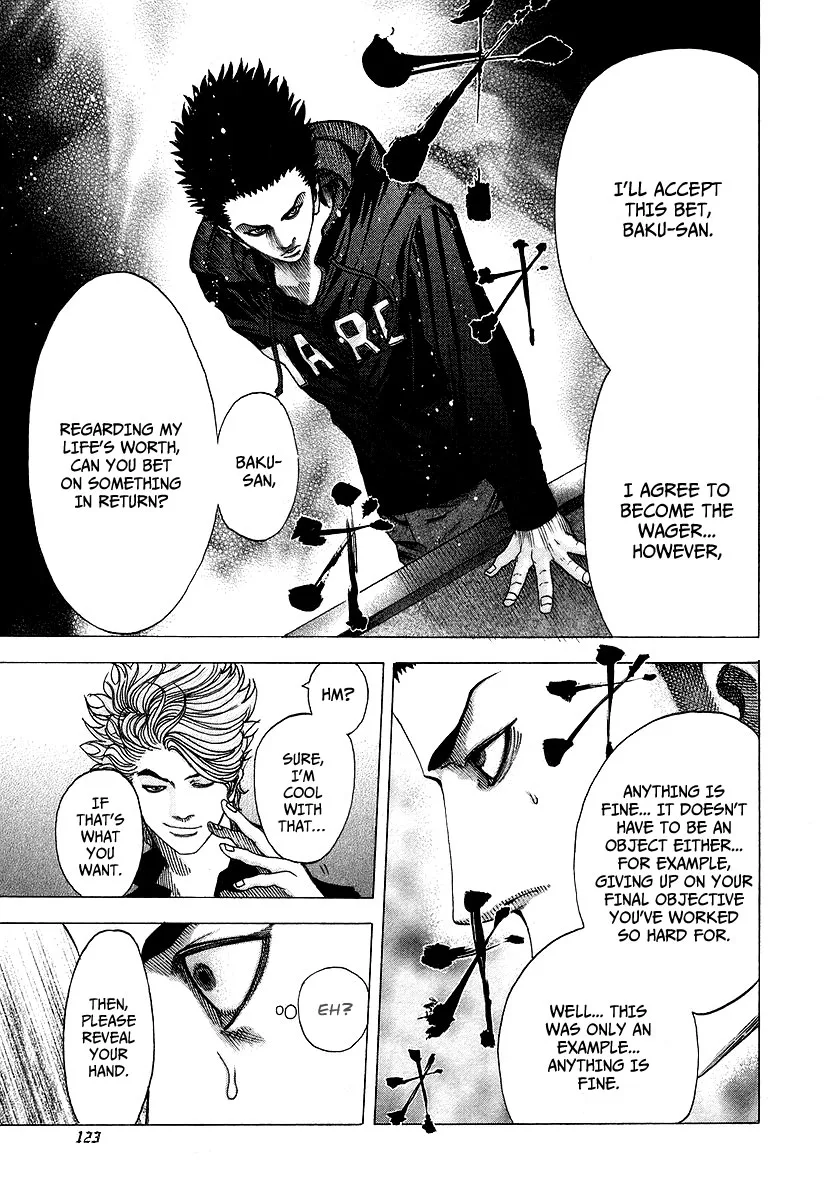 I'LL ACCEPT
THIS BET,
BAKU-SAN.
I AGREE TO
BECOME THE
WAGER...
HOWEVER,
BAKU-
SAN,
REGARDING MY
LIFE'S WORTH,
CAN YOU BET
ON SOMETHING
IN RETURN?
ANYTHING IS
FINE... IT DOESN'T
HAVE TO BE AN
OBJECT EITHER...
FOR EXAMPLE,
GIVING UP ON YOUR
FINAL OBJECTIVE
YOU'VE WORKED
SO HARD FOR.
WELL... THIS
WAS ONLY AN
EXAMPLE...
ANYTHING IS
FINE.
HM?
SURE,
I'M
COOL
WITH
THAT...
IF
THAT'S
WHAT
YOU
WANT.
EH?
THEN,
PLEASE
REVEAL
YOUR
HAND.
123